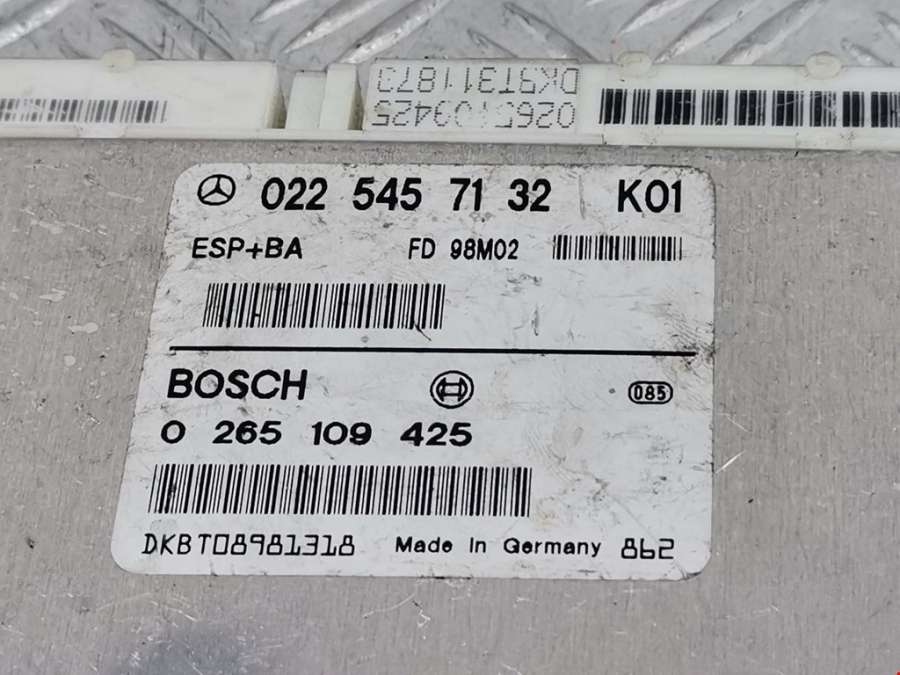 DK9T311873
022 545 71 32 K01
ESP+BA FD 98M02
BOSCH
085
0 265 109 425
DKBT08981318 Made in Germany 862